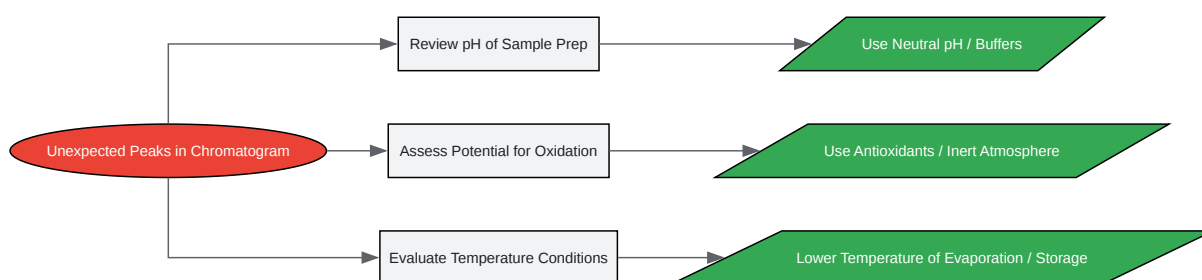 Review pH of Sample Prep
Use Neutral pH / Buffers
Unexpected Peaks in Chromatogram
Assess Potential for Oxidation
Use Antioxidants / Inert Atmosphere
Evaluate Temperature Conditions
Lower Temperature of Evaporation / Storage